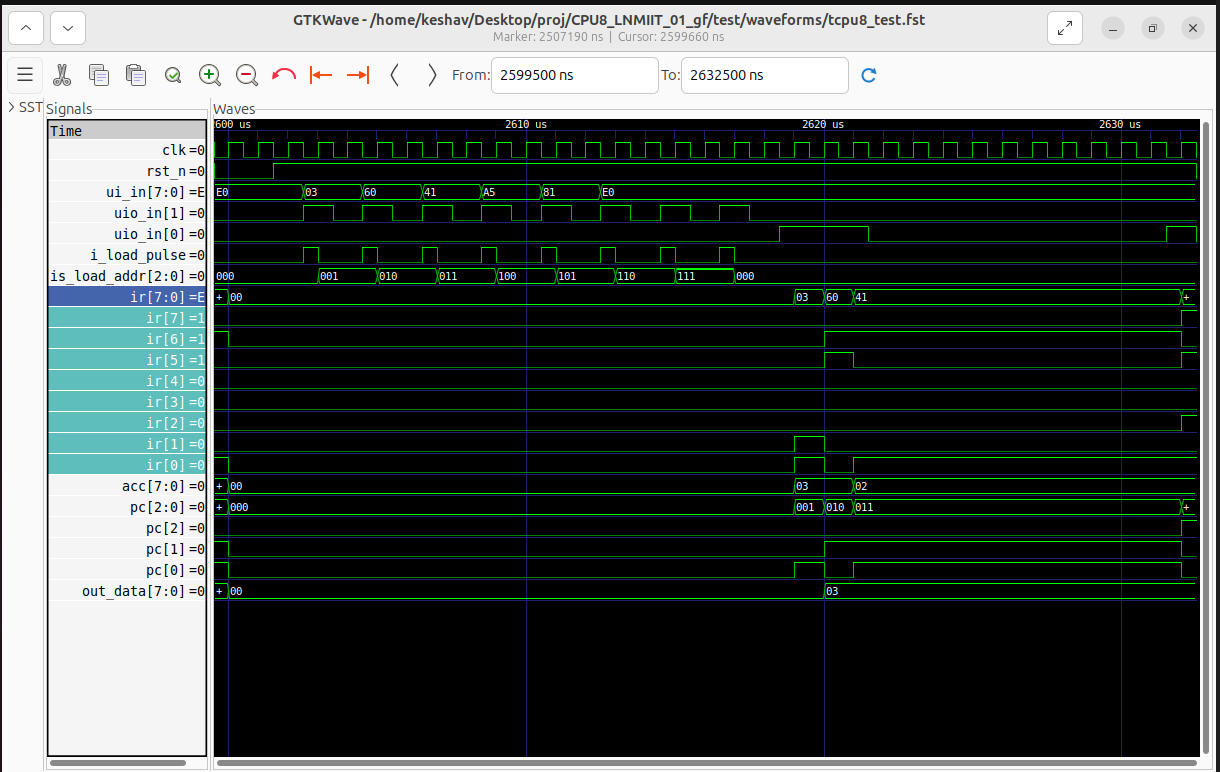 GTKWave - /home/keshav/Desktop/proj/CPU8_LNMIIT_01_gf/test/waveforms/tcpu8_test.fst
Marker: 2507190 ns | Cursor: 2599660 ns
From: 2599500 ns To: 2632500 ns
SST
Signals
Waves
Time
600 us 2610 us 2620 us 2630 us
clk=0
rst_n=0
ui_in[7:0]=E E0 03 60 41 A5 81 E0
uio_in[1]=0
uio_in[0]=0
i_load_pulse=0
is_load_addr[2:0]=0 000 001 010 011 100 101 110 111 000
ir[7:0]=E + 00 03 60 41 +
ir[7]=1
ir[6]=1
ir[5]=1
ir[4]=0
ir[3]=0
ir[2]=0
ir[1]=0
ir[0]=0
acc[7:0]=0 + 00 03 02
pc[2:0]=0 + 000 001 010 011 +
pc[2]=0
pc[1]=0
pc[0]=0
out_data[7:0]=0 + 00 03